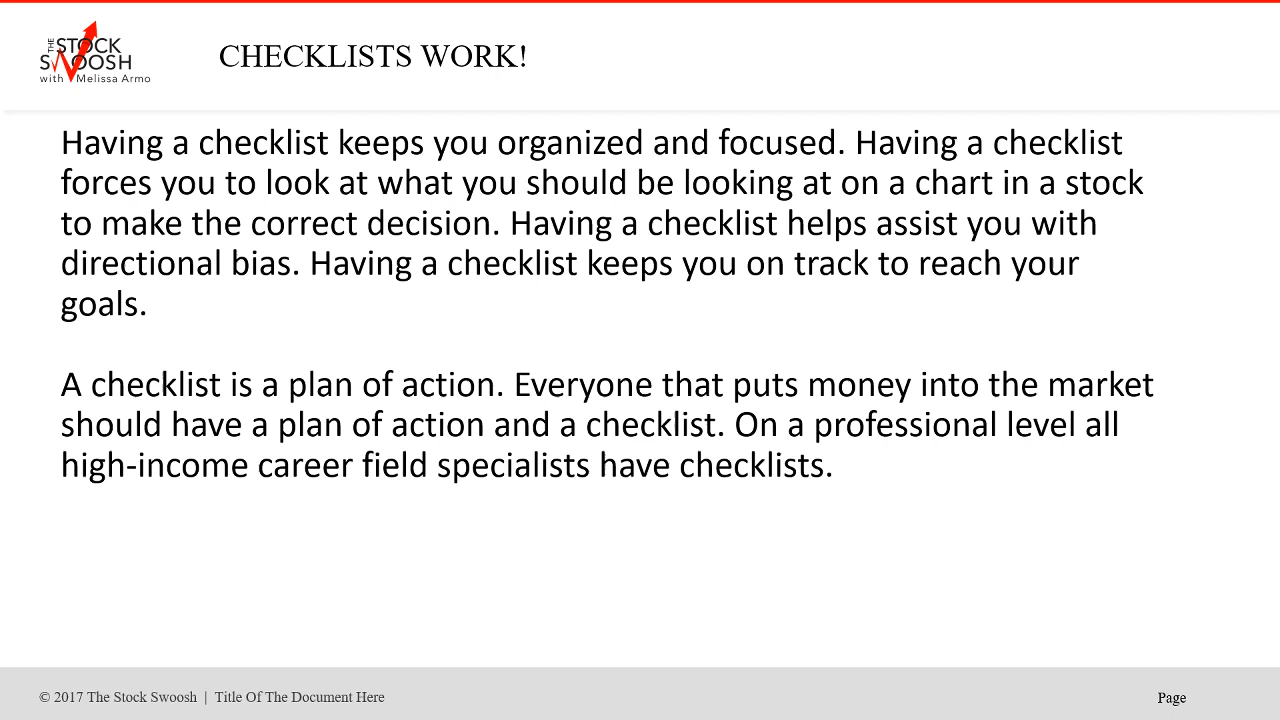 THE STOCK
SWOOSH
with Melissa Armo
CHECKLISTS WORK!
Having a checklist keeps you organized and focused. Having a checklist
forces you to look at what you should be looking at on a chart in a stock
to make the correct decision. Having a checklist helps assist you with
directional bias. Having a checklist keeps you on track to reach your
goals.
A checklist is a plan of action. Everyone that puts money into the market
should have a plan of action and a checklist. On a professional level all
high-income career field specialists have checklists.
© 2017 The Stock Swoosh | Title Of The Document Here
Page